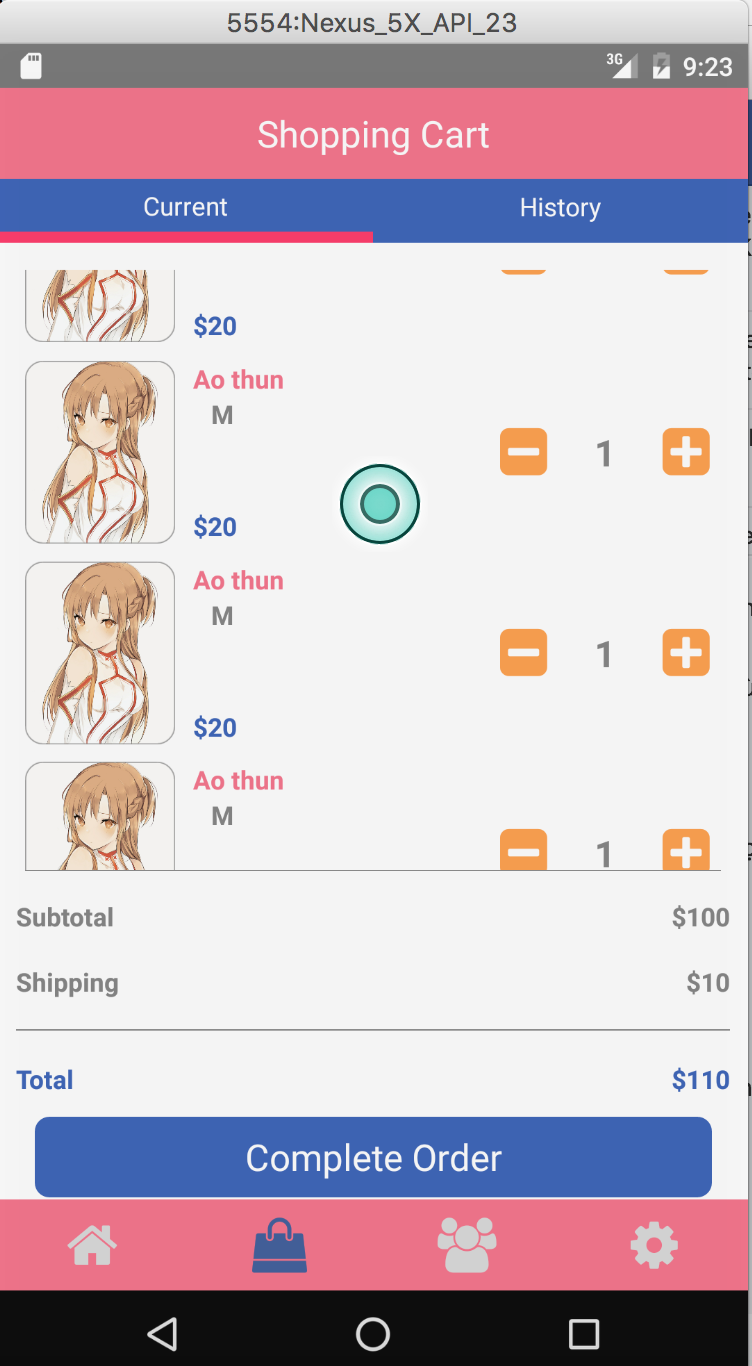 5554:Nexus_5X_API_23
3G 9:23
Shopping Cart
Current History
$20
Ao thun
M
1
$20
Ao thun
M
1
$20
Ao thun
M
1
Subtotal $100
Shipping $10
Total $110
Complete Order